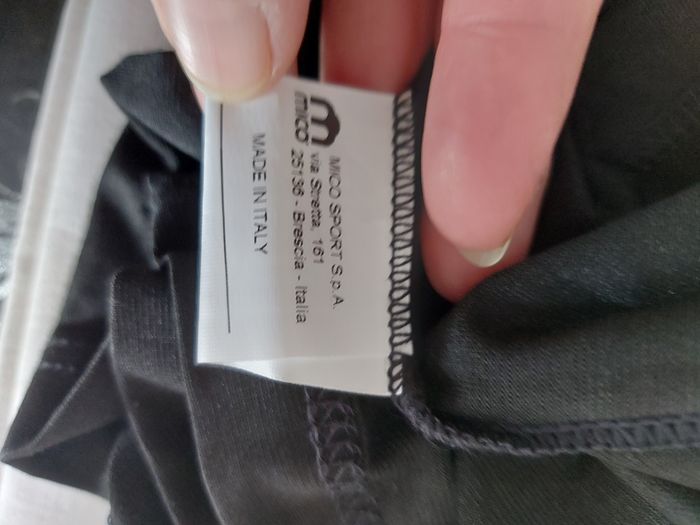 mico
MICO SPORT S.p.A.
via Stretta, 161
25136 - Brescia - Italia
MADE IN ITALY